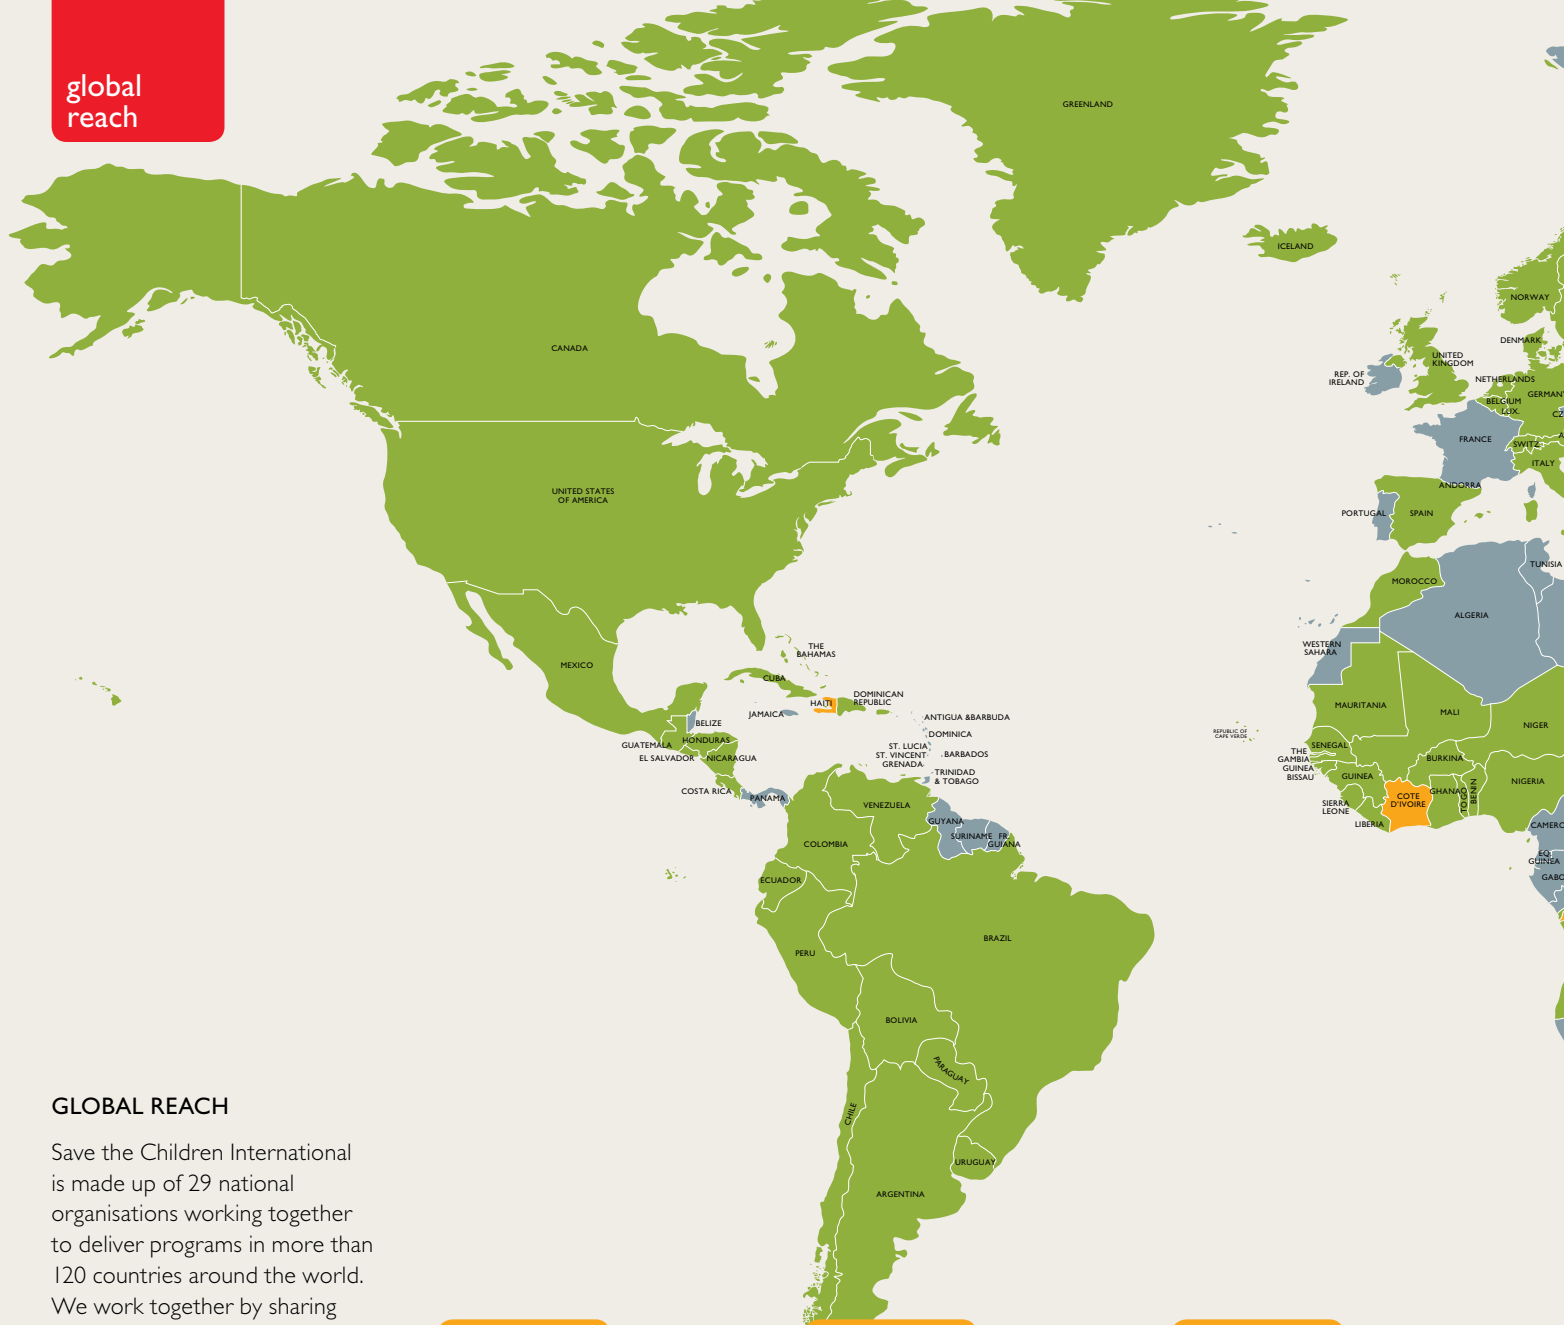 global
reach
GREENLAND
ICELAND
NORWAY
CANADA
DENMARK
UNITED
KINGDOM
REP. OF
IRELAND
NETHERLANDS
BELGIUM
GERMAN
LUX.
CZ
FRANCE
SWITZ.
A
ITALY
ANDORRA
UNITED STATES
OF AMERICA
PORTUGAL
SPAIN
TUNISIA
MOROCCO
ALGERIA
WESTERN
SAHARA
THE
BAHAMAS
MEXICO
CUBA
HAITI
DOMINICAN
REPUBLIC
JAMAICA
ANTIGUA &BARBUDA
BELIZE
DOMINICA
GUATEMALA
HONDURAS
ST. LUCIA
ST. VINCENT
GRENADA
BARBADOS
EL SALVADOR
NICARAGUA
TRINIDAD
& TOBAGO
COSTA RICA
PANAMA
MAURITANIA
MALI
NIGER
REPUBLIC OF
CAPE VERDE
SENEGAL
THE
GAMBIA
GUINEA
BISSAU
BURKINA
GUINEA
NIGERIA
SIERRA
LEONE
COTE
D'IVOIRE
GHANA
TOGO
BENIN
LIBERIA
CAMERO
EQ.
GUINEA
GABO
VENEZUELA
GUYANA
SURINAME
FR.
GUIANA
COLOMBIA
ECUADOR
BRAZIL
PERU
BOLIVIA
PARAGUAY
CHILE
URUGUAY
ARGENTINA
GLOBAL REACH
Save the Children International
is made up of 29 national
organisations working together
to deliver programs in more than
120 countries around the world.
We work together by sharing